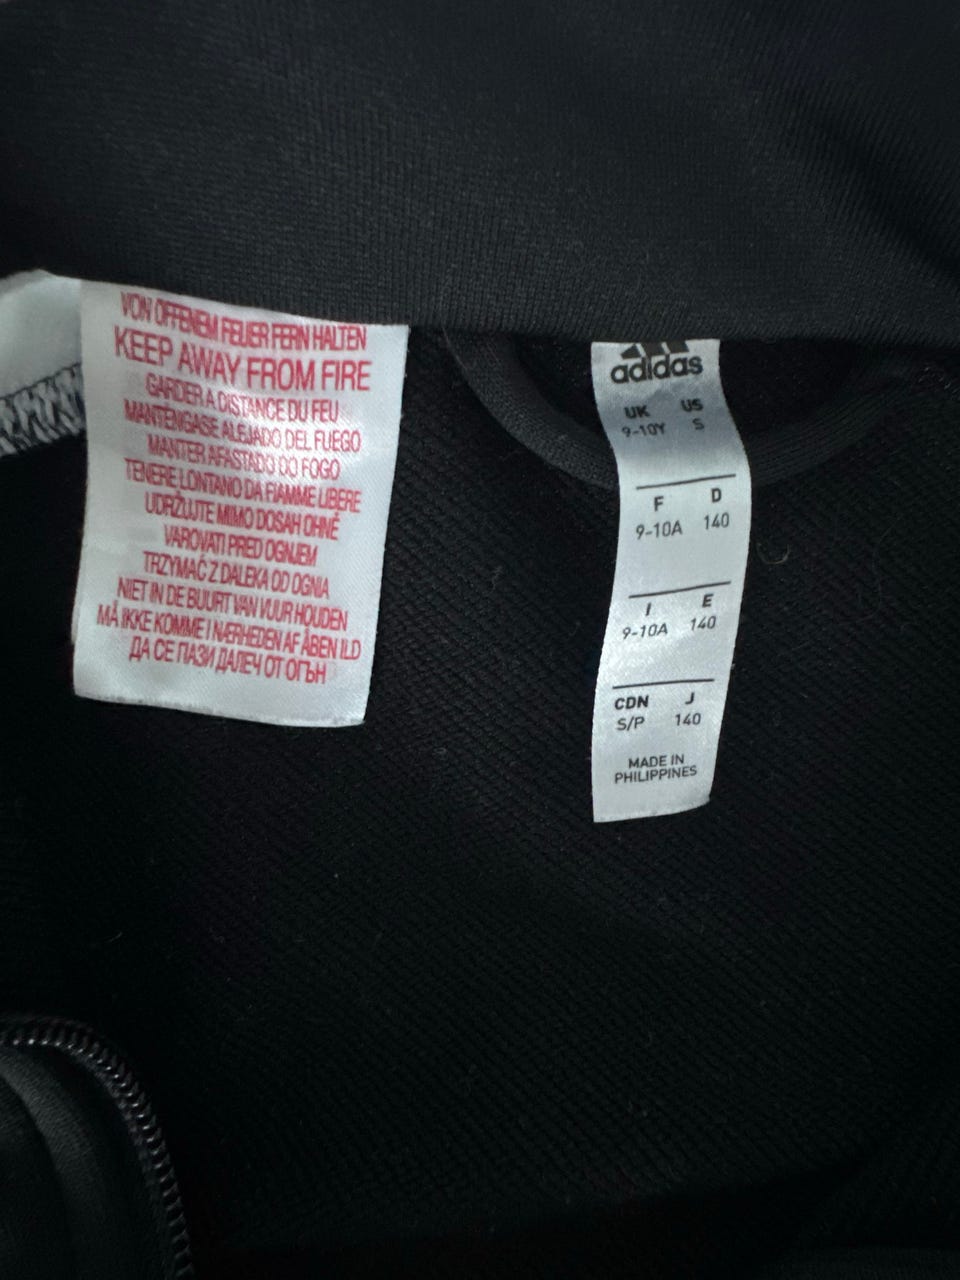 VON OFFENEM FEUER FERN HALTEN
KEEP AWAY FROM FIRE
GARDER A DISTANCE DU FEU
MANTÉNGASE ALEJADO DEL FUEGO
MANTER AFASTADO DO FOGO
TENERE LONTANO DA FIAMME LIBERE
UDRŽUJTE MIMO DOSAH OHNĚ
VAROVATI PRED OGNJEM
TRZYMAĆ Z DALEKA OD OGNIA
NIET IN DE BUURT VAN VUUR HOUDEN
MÅ IKKE KOMME I NÆRHEDEN AF ÅBEN ILD
ДА СЕ ПАЗИ ДАЛЕЧ ОТ ОГЪН
adidas
UK US
9-10Y S
F D
9-10A 140
I E
9-10A 140
CDN J
S/P 140
MADE IN
PHILIPPINES